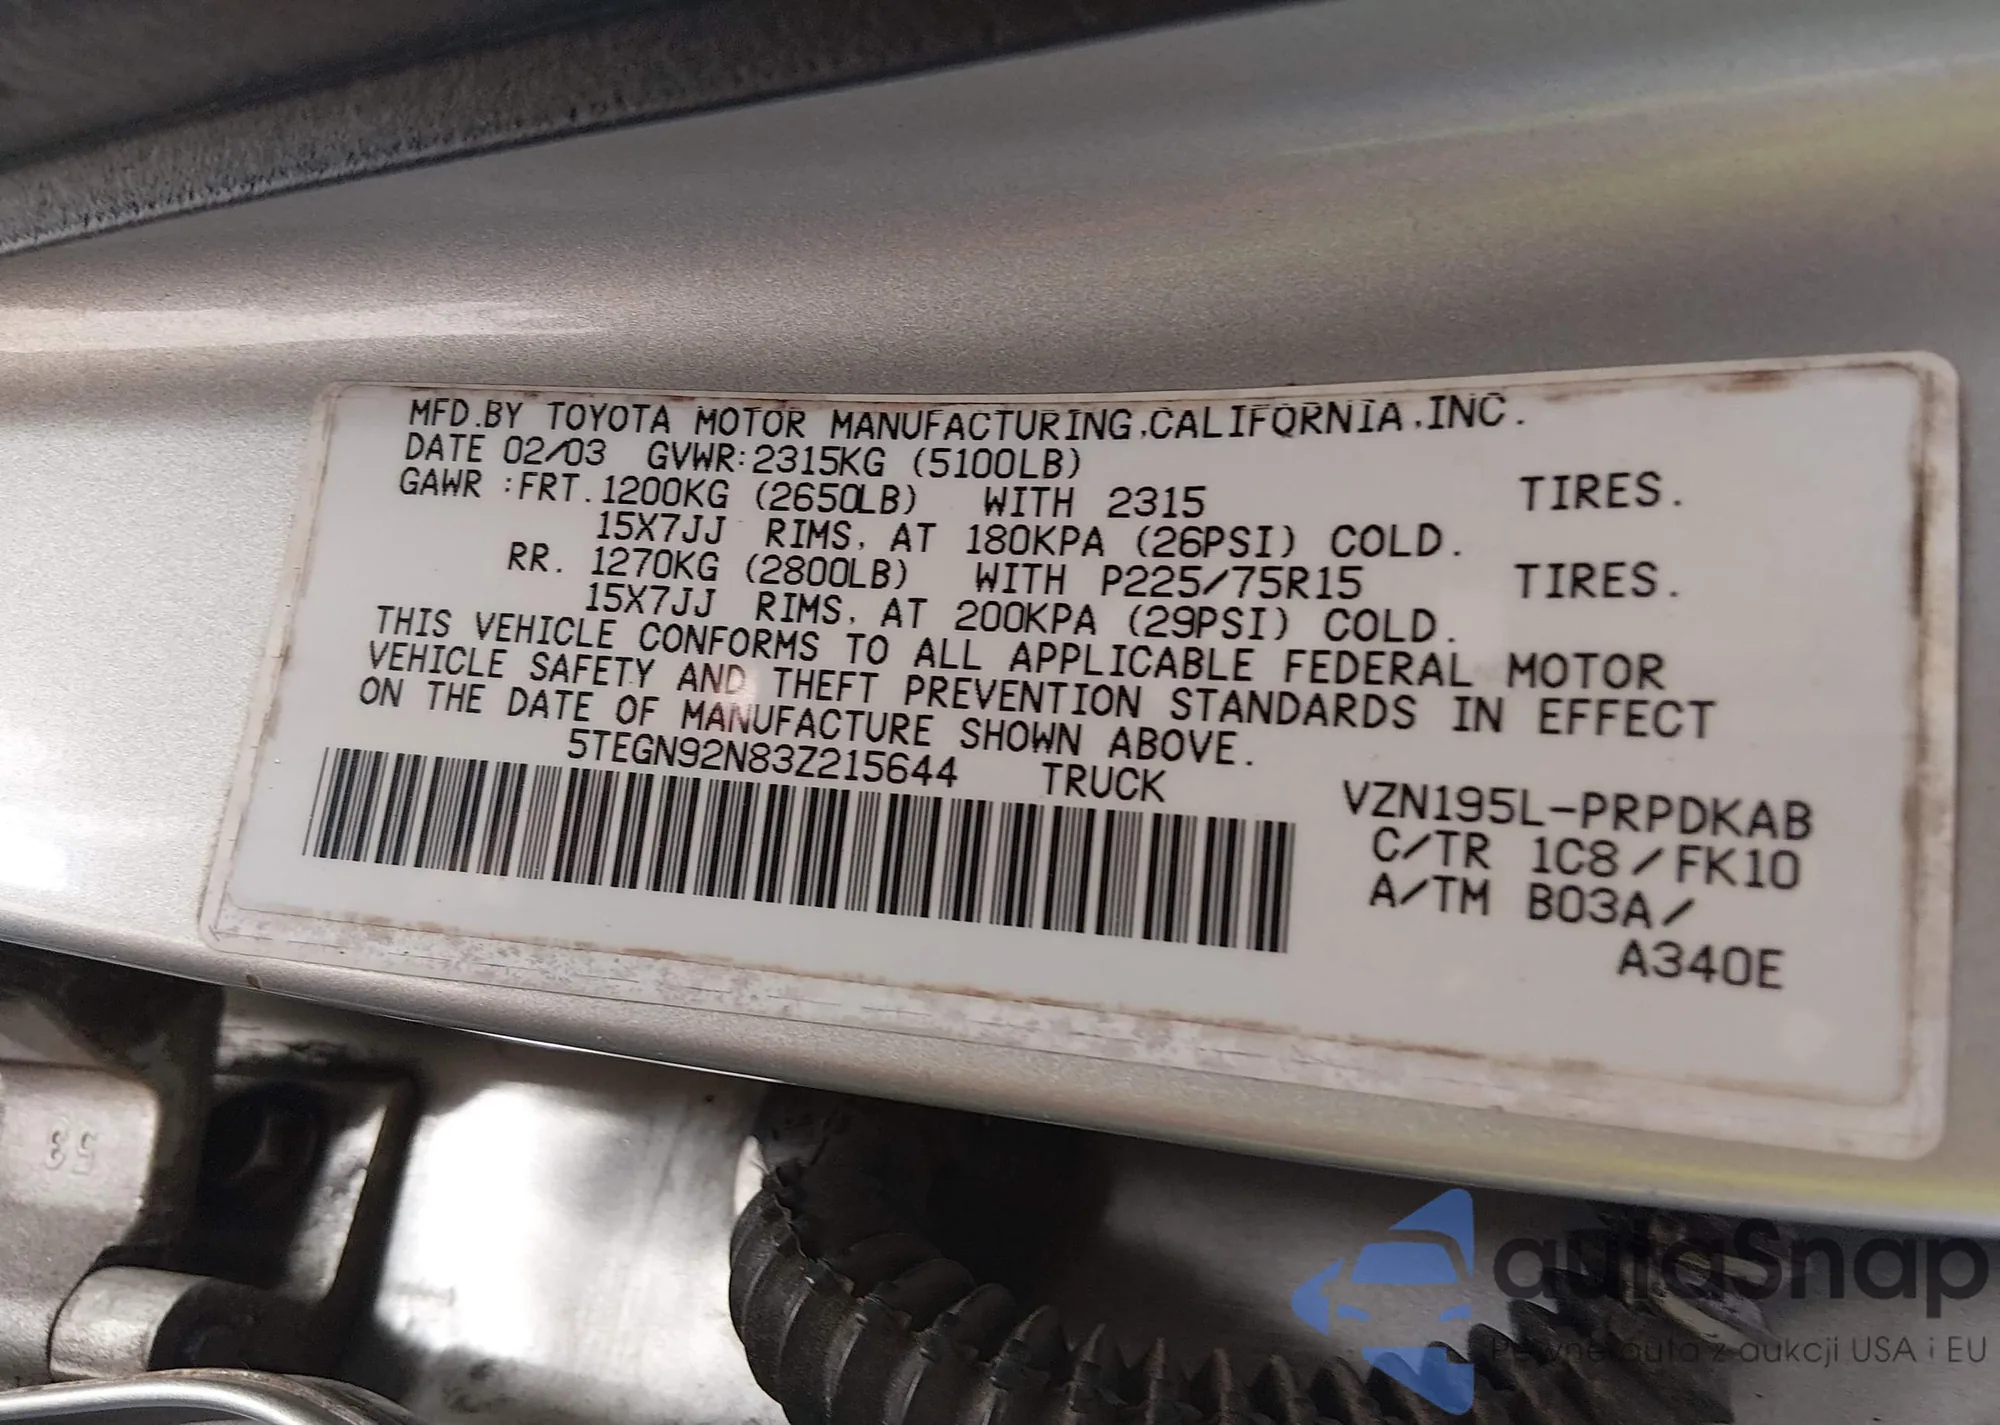 MFD.BY TOYOTA MOTOR MANUFACTURING,CALIFORNIA,INC.
DATE 02/03 GVWR:2315KG (5100LB)
GAWR :FRT.1200KG (2650LB) WITH 2315 TIRES.
15X7JJ RIMS, AT 180KPA (26PSI) COLD.
RR. 1270KG (2800LB) WITH P225/75R15 TIRES.
15X7JJ RIMS, AT 200KPA (29PSI) COLD.
THIS VEHICLE CONFORMS TO ALL APPLICABLE FEDERAL MOTOR
VEHICLE SAFETY AND THEFT PREVENTION STANDARDS IN EFFECT
ON THE DATE OF MANUFACTURE SHOWN ABOVE.
5TEGN92N83Z215644 TRUCK
VZN195L-PRPDKAB
C/TR 1C8/FK10
A/TM B03A/
A340E
58
autaSnap
Pewne auta z aukcji USA i EU